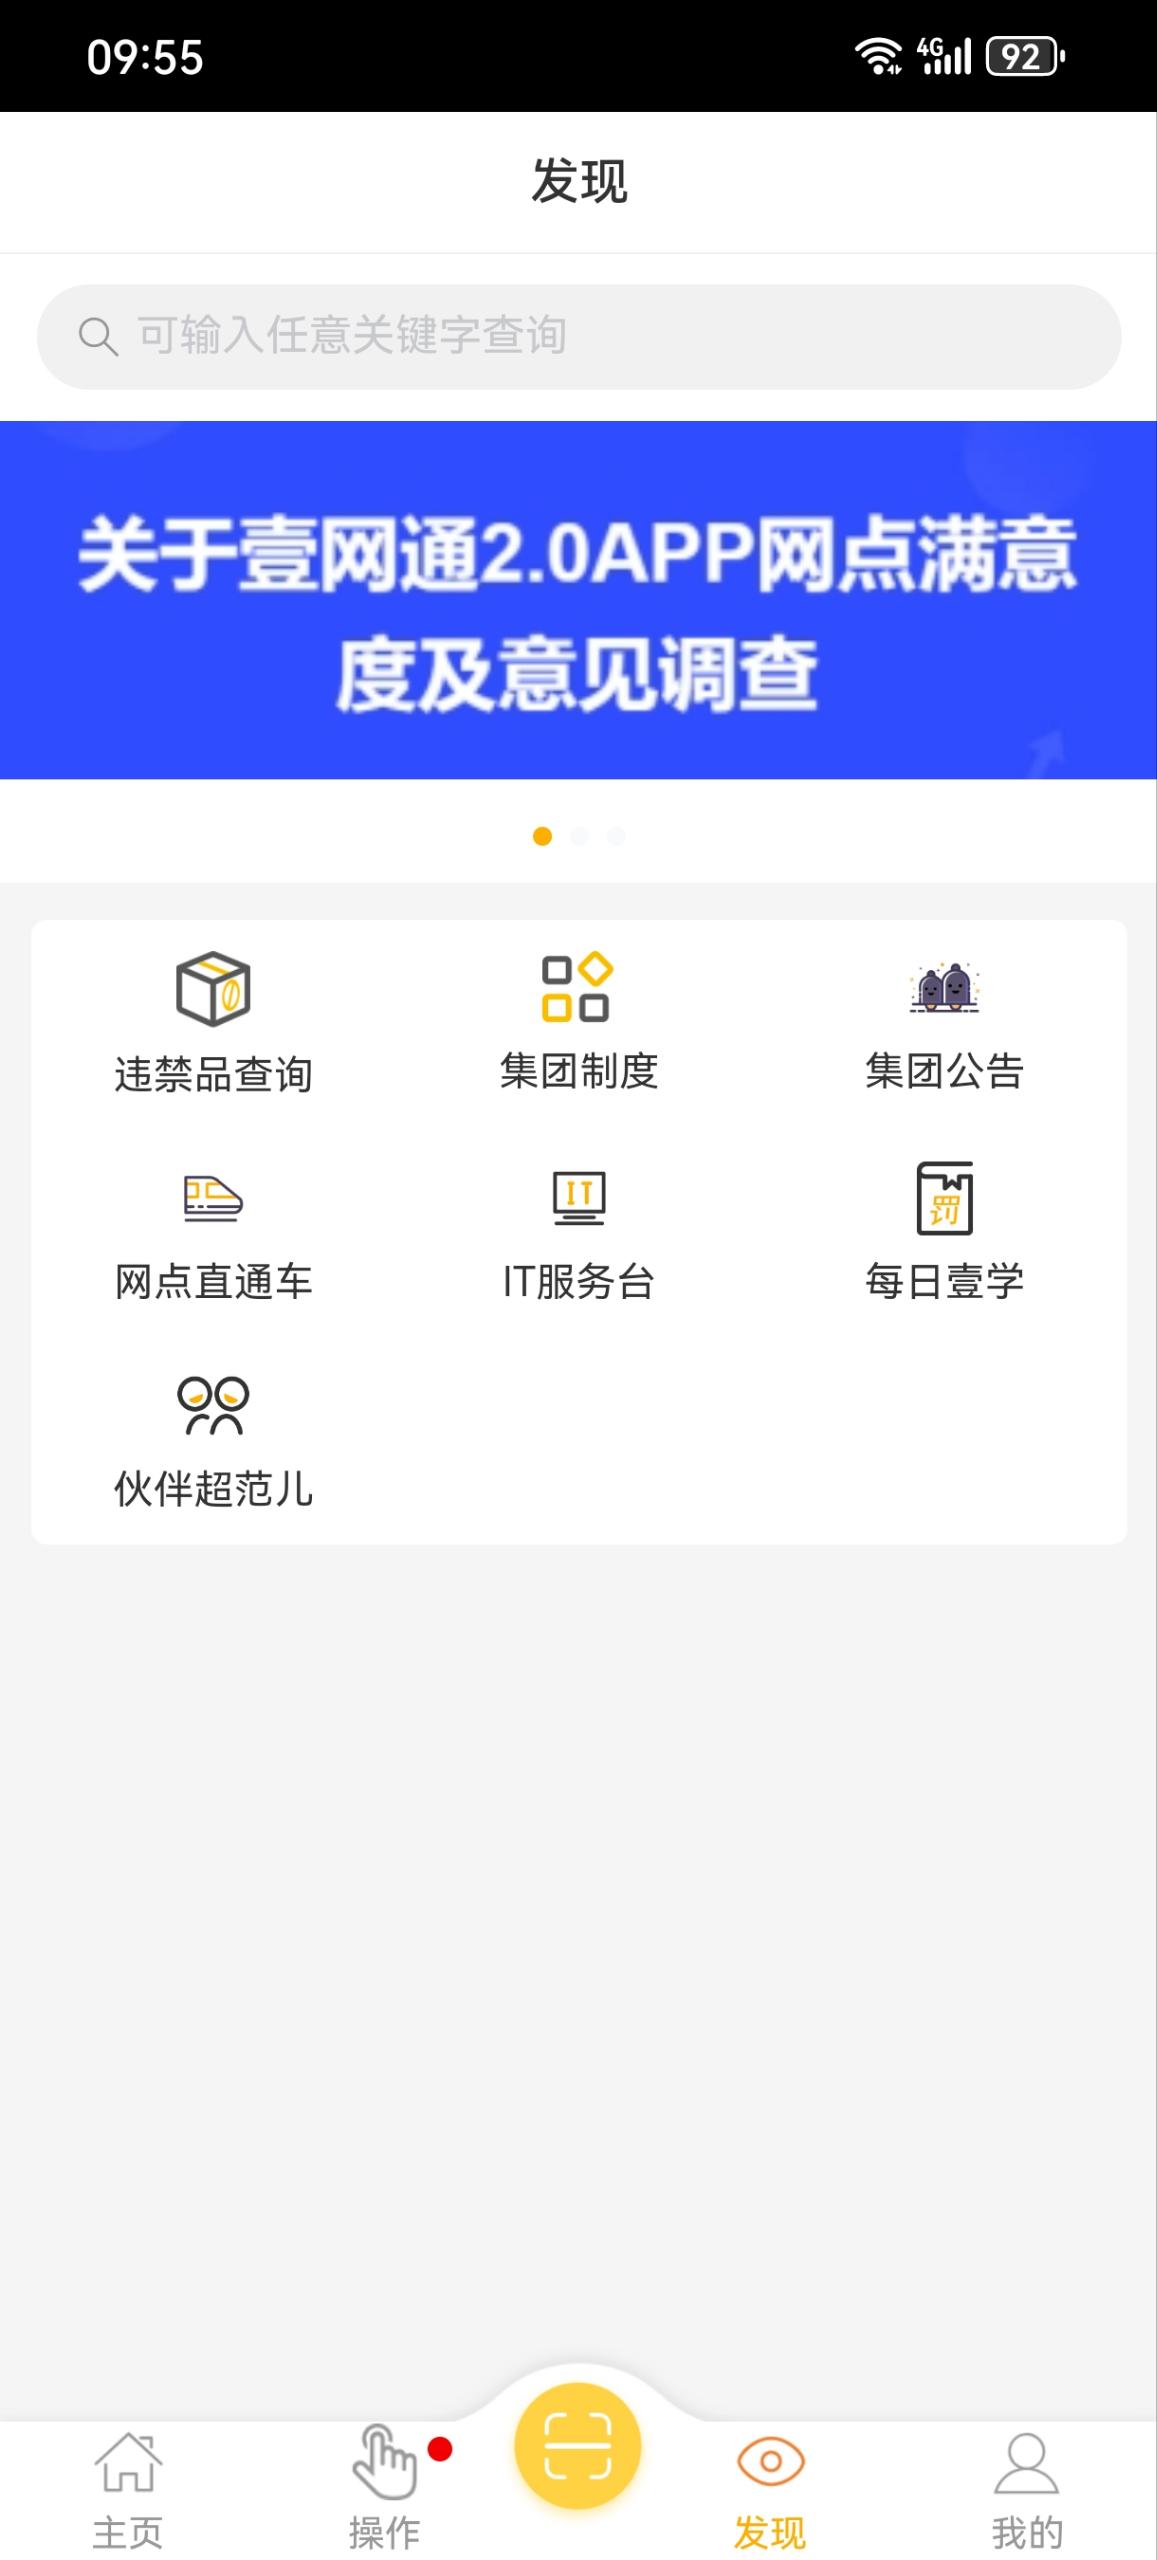 09:55
4G
92
发现
可输入任意关键字查询
关于壹网通2.0APP网点满意
度及意见调查
违禁品查询
集团制度
集团公告
IT
罚
网点直通车
IT服务台
每日壹学
伙伴超范儿
主页
操作
发现
我的